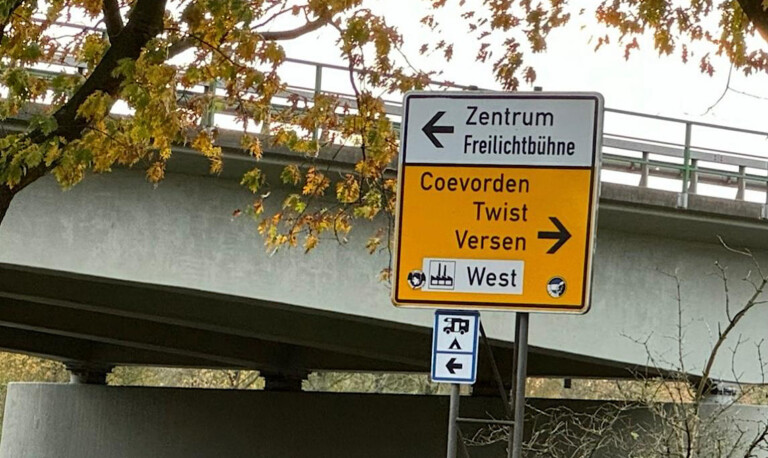 Zentrum
Freilichtbühne
Coevorden
Twist
Versen
West